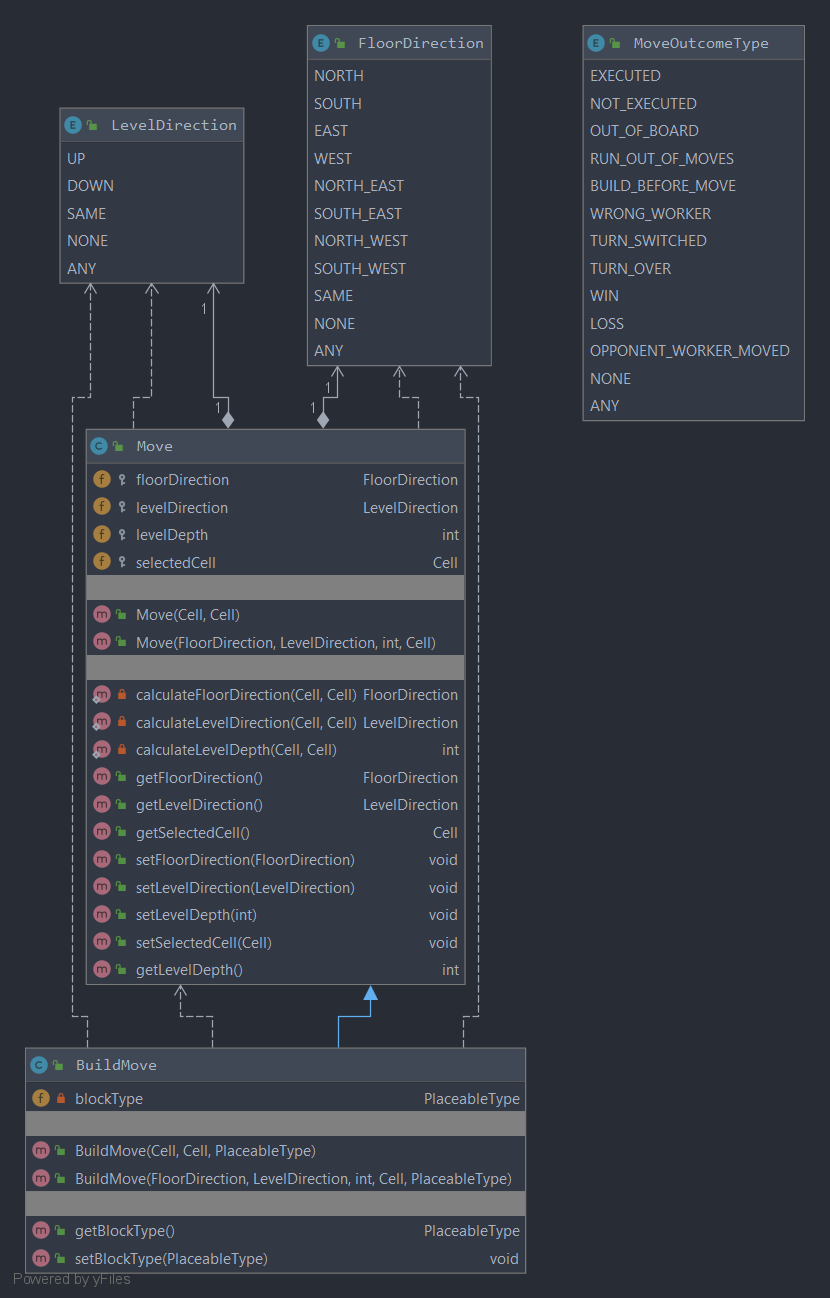 FloorDirection
NORTH
SOUTH
EAST
WEST
NORTH_EAST
SOUTH_EAST
NORTH_WEST
SOUTH_WEST
SAME
NONE
ANY
MoveOutcomeType
EXECUTED
NOT_EXECUTED
OUT_OF_BOARD
RUN_OUT_OF_MOVES
BUILD_BEFORE_MOVE
WRONG_WORKER
TURN_SWITCHED
TURN_OVER
WIN
LOSS
OPPONENT_WORKER_MOVED
NONE
ANY
LevelDirection
UP
DOWN
SAME
NONE
ANY
1
1
1
1
Move
floorDirection FloorDirection
levelDirection LevelDirection
levelDepth int
selectedCell Cell
Move(Cell, Cell)
Move(FloorDirection, LevelDirection, int, Cell)
calculateFloorDirection(Cell, Cell) FloorDirection
calculateLevelDirection(Cell, Cell) LevelDirection
calculateLevelDepth(Cell, Cell) int
getFloorDirection() FloorDirection
getLevelDirection() LevelDirection
getSelectedCell() Cell
setFloorDirection(FloorDirection) void
setLevelDirection(LevelDirection) void
setLevelDepth(int) void
setSelectedCell(Cell) void
getLevelDepth() int
BuildMove
blockType PlaceableType
BuildMove(Cell, Cell, PlaceableType)
BuildMove(FloorDirection, LevelDirection, int, Cell, PlaceableType)
getBlockType() PlaceableType
setBlockType(PlaceableType) void
Powered by yFiles